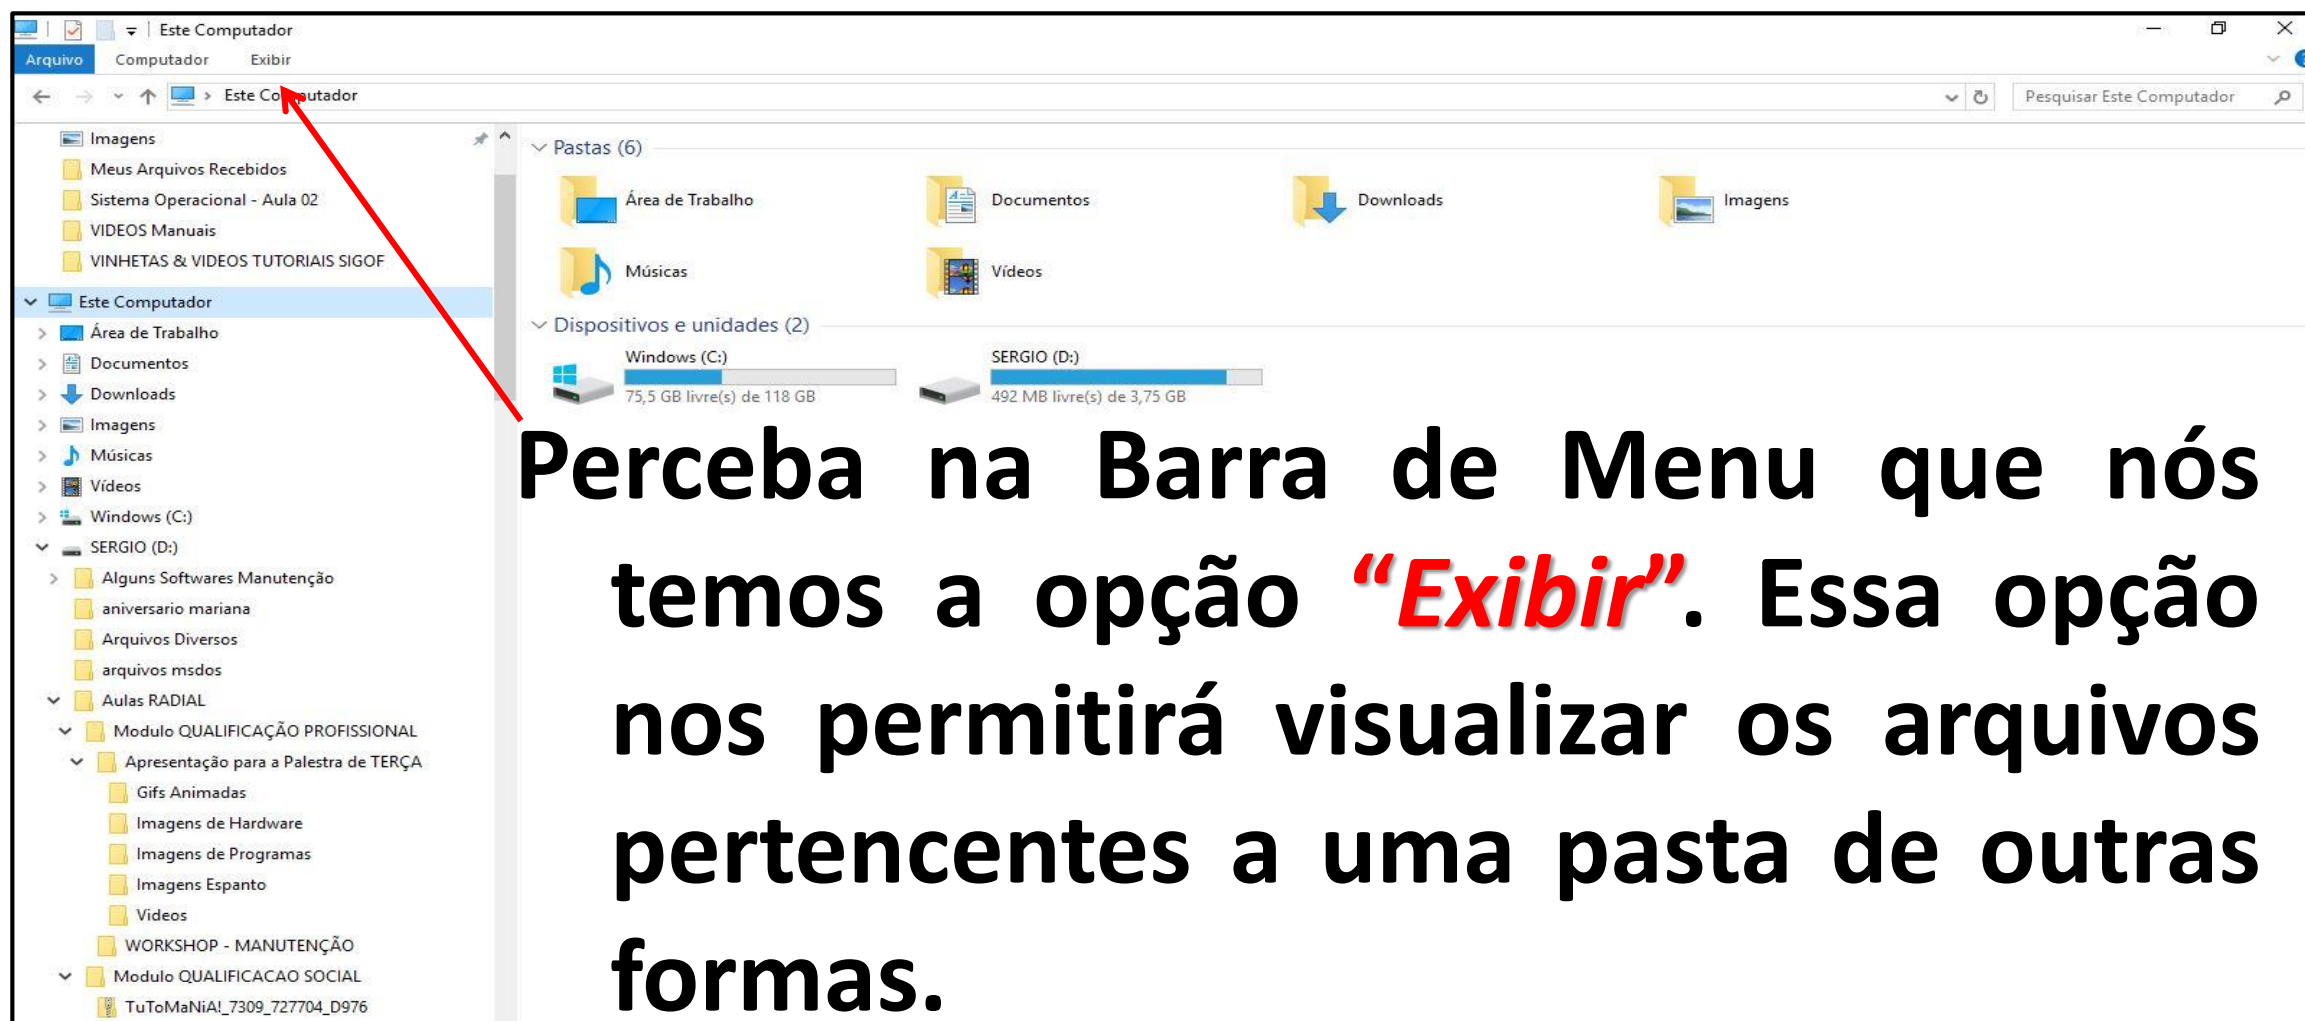 Este Computador
Arquivo Computador Exibir
Este Computador
Pesquisar Este Computador
Imagens
Meus Arquivos Recebidos
Sistema Operacional - Aula 02
VIDEOS Manuais
VINHETAS & VIDEOS TUTORIAIS SIGOF
Este Computador
Área de Trabalho
Documentos
Downloads
Imagens
Músicas
Vídeos
Windows (C:)
SERGIO (D:)
Alguns Softwares Manutenção
aniversario mariana
Arquivos Diversos
arquivos msdos
Aulas RADIAL
Modulo QUALIFICAÇÃO PROFISSIONAL
Apresentação para a Palestra de TERÇA
Gifs Animadas
Imagens de Hardware
Imagens de Programas
Imagens Espanto
Videos
WORKSHOP - MANUTENÇÃO
Modulo QUALIFICACAO SOCIAL
TuToMaNiA!_7309_727704_D976
Pastas (6)
Área de Trabalho
Documentos
Downloads
Imagens
Músicas
Vídeos
Dispositivos e unidades (2)
Windows (C:)
75,5 GB livre(s) de 118 GB
SERGIO (D:)
492 MB livre(s) de 3,75 GB
Perceba na Barra de Menu que nós
temos a opção “Exibir”. Essa opção
nos permitirá visualizar os arquivos
pertencentes a uma pasta de outras
formas.